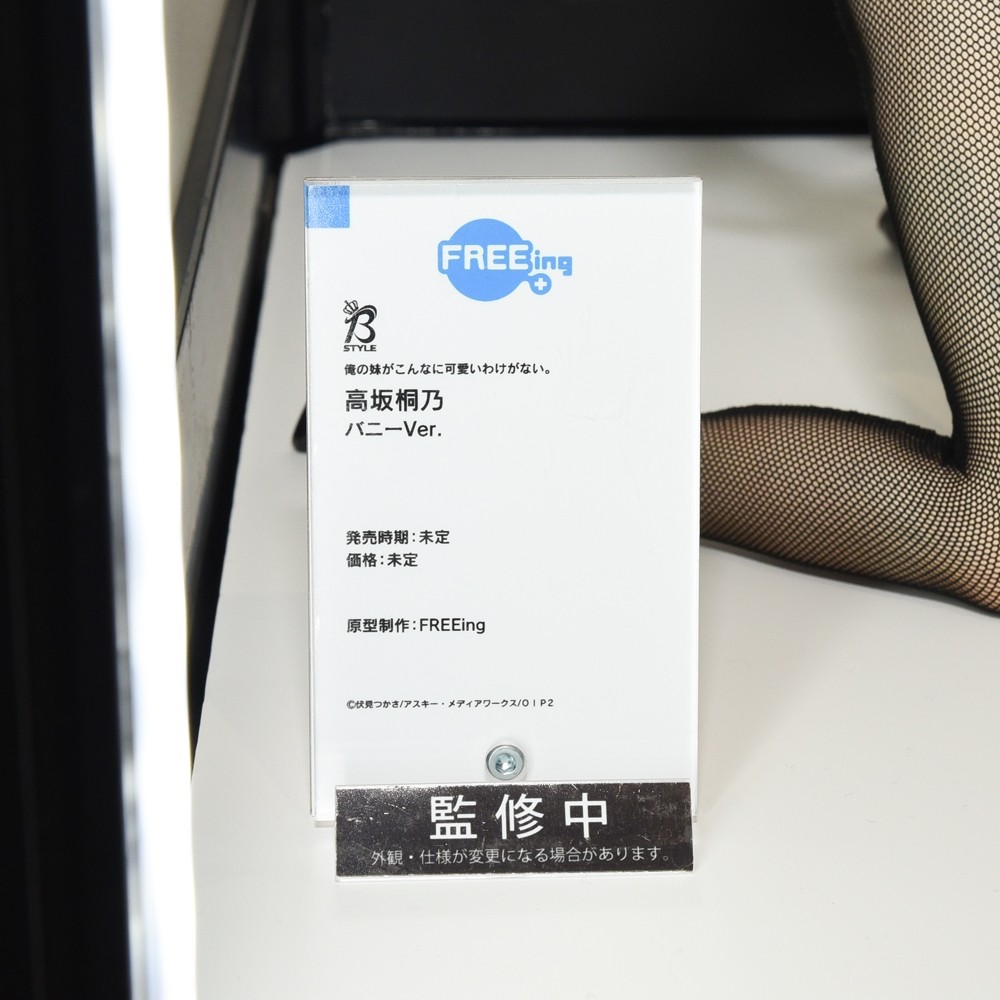 FREEing
B
STYLE
俺の妹がこんなに可愛いわけがない。
高坂桐乃
バニーVer.
発売時期：未定
価格：未定
原型制作：FREEing
©伏見つかさ/アスキー・メディアワークス/OIP2
監修中
外観・仕様が変更になる場合があります。